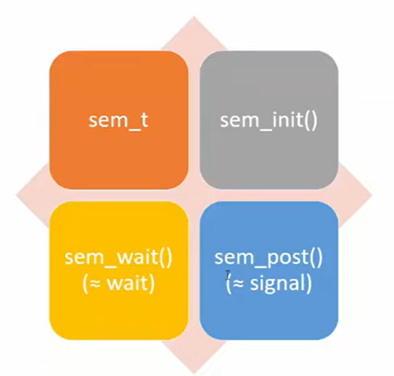 sem_t
sem_init()
sem_wait()
(≈ wait)
sem_post()
(≈ signal)